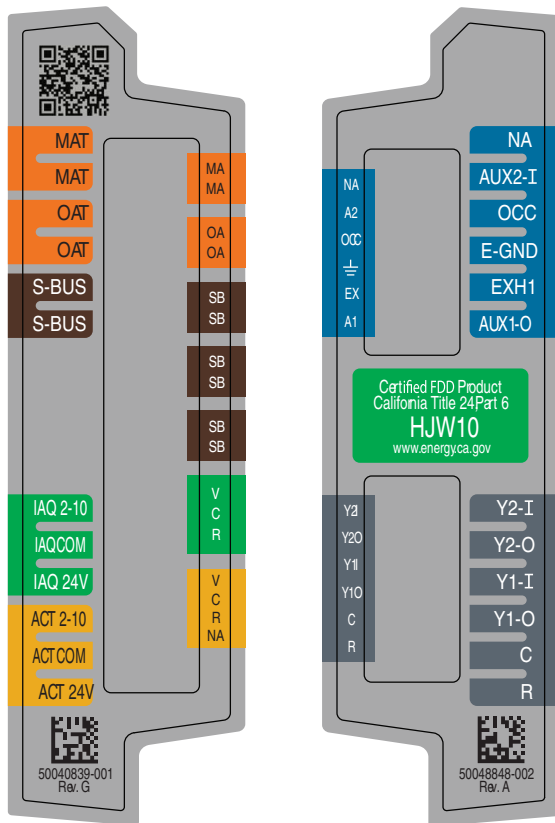 MAT
MAT
OAT
OAT
S-BUS
S-BUS
IAQ 2-10
IAQCOM
IAQ 24V
ACT 2-10
ACTCOM
ACT 24V
50040839-001
Rev. G
MA
MA
OA
OA
SB
SB
SB
SB
SB
SB
V
C
R
V
C
R
NA
NA
A2
OCC
EX
A1
NA
AUX2-I
OCC
E-GND
EXH1
AUX1-O
Certified FDD Product
California Title 24Part 6
HJW10
www.energy.ca.gov
Y2I
Y2O
Y1I
Y1O
C
R
Y2-I
Y2-O
Y1-I
Y1-O
C
R
50048848-002
Rev. A